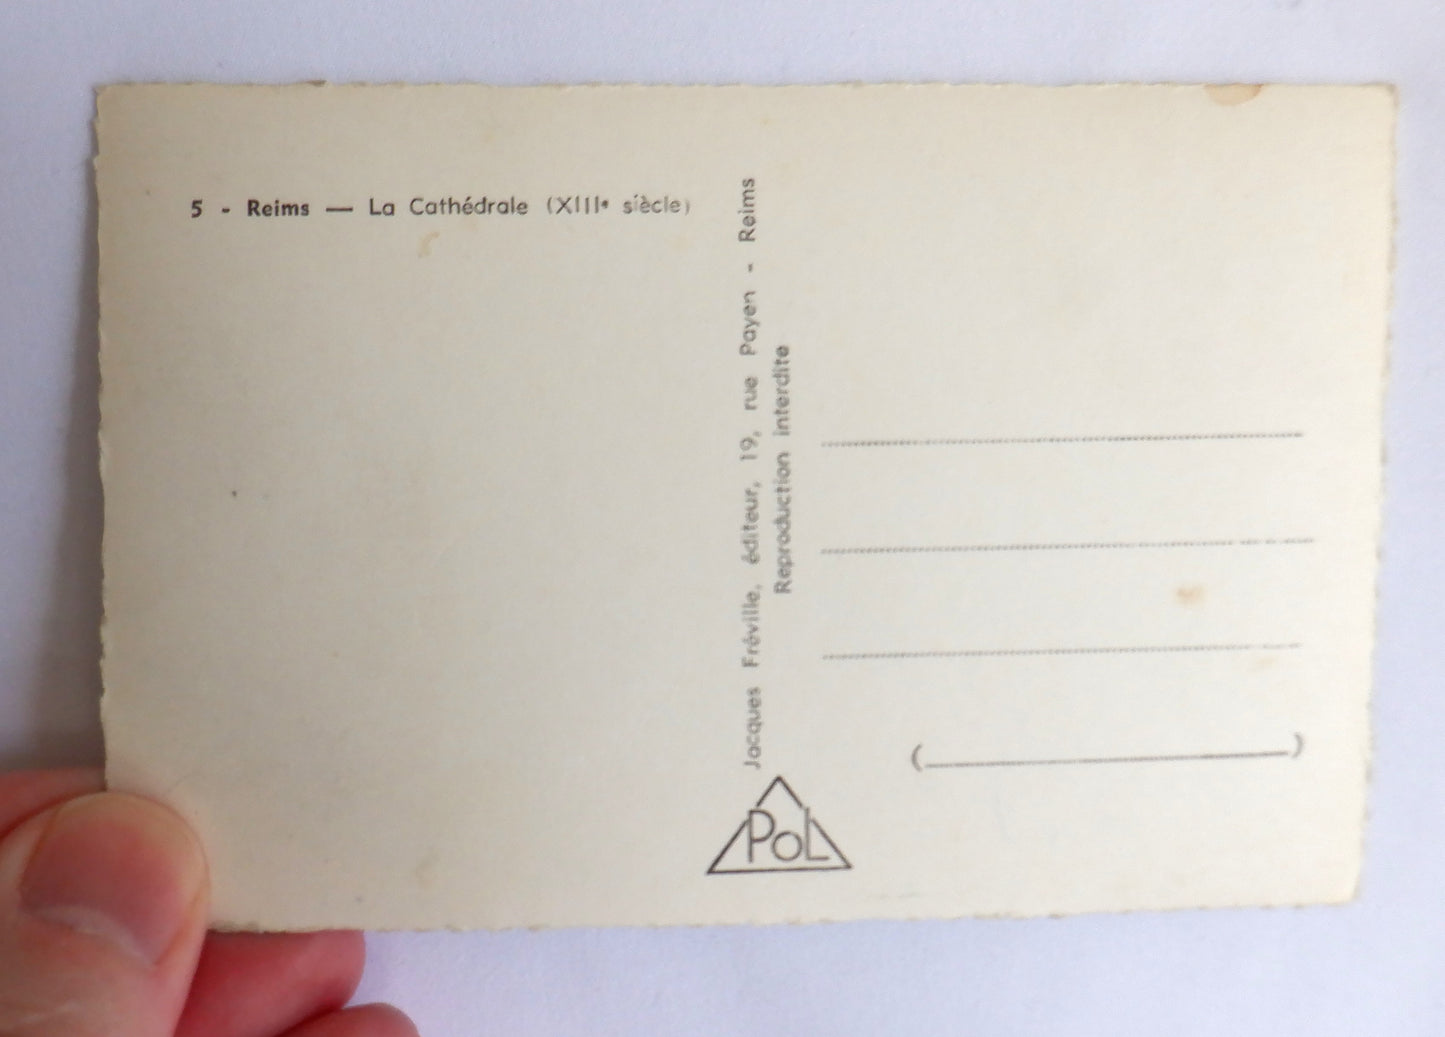 5 - Reims — La Cathédrale (XIIIe siècle)
Jacques Fréville, éditeur, 19, rue Payen - Reims
Reproduction interdite
POL